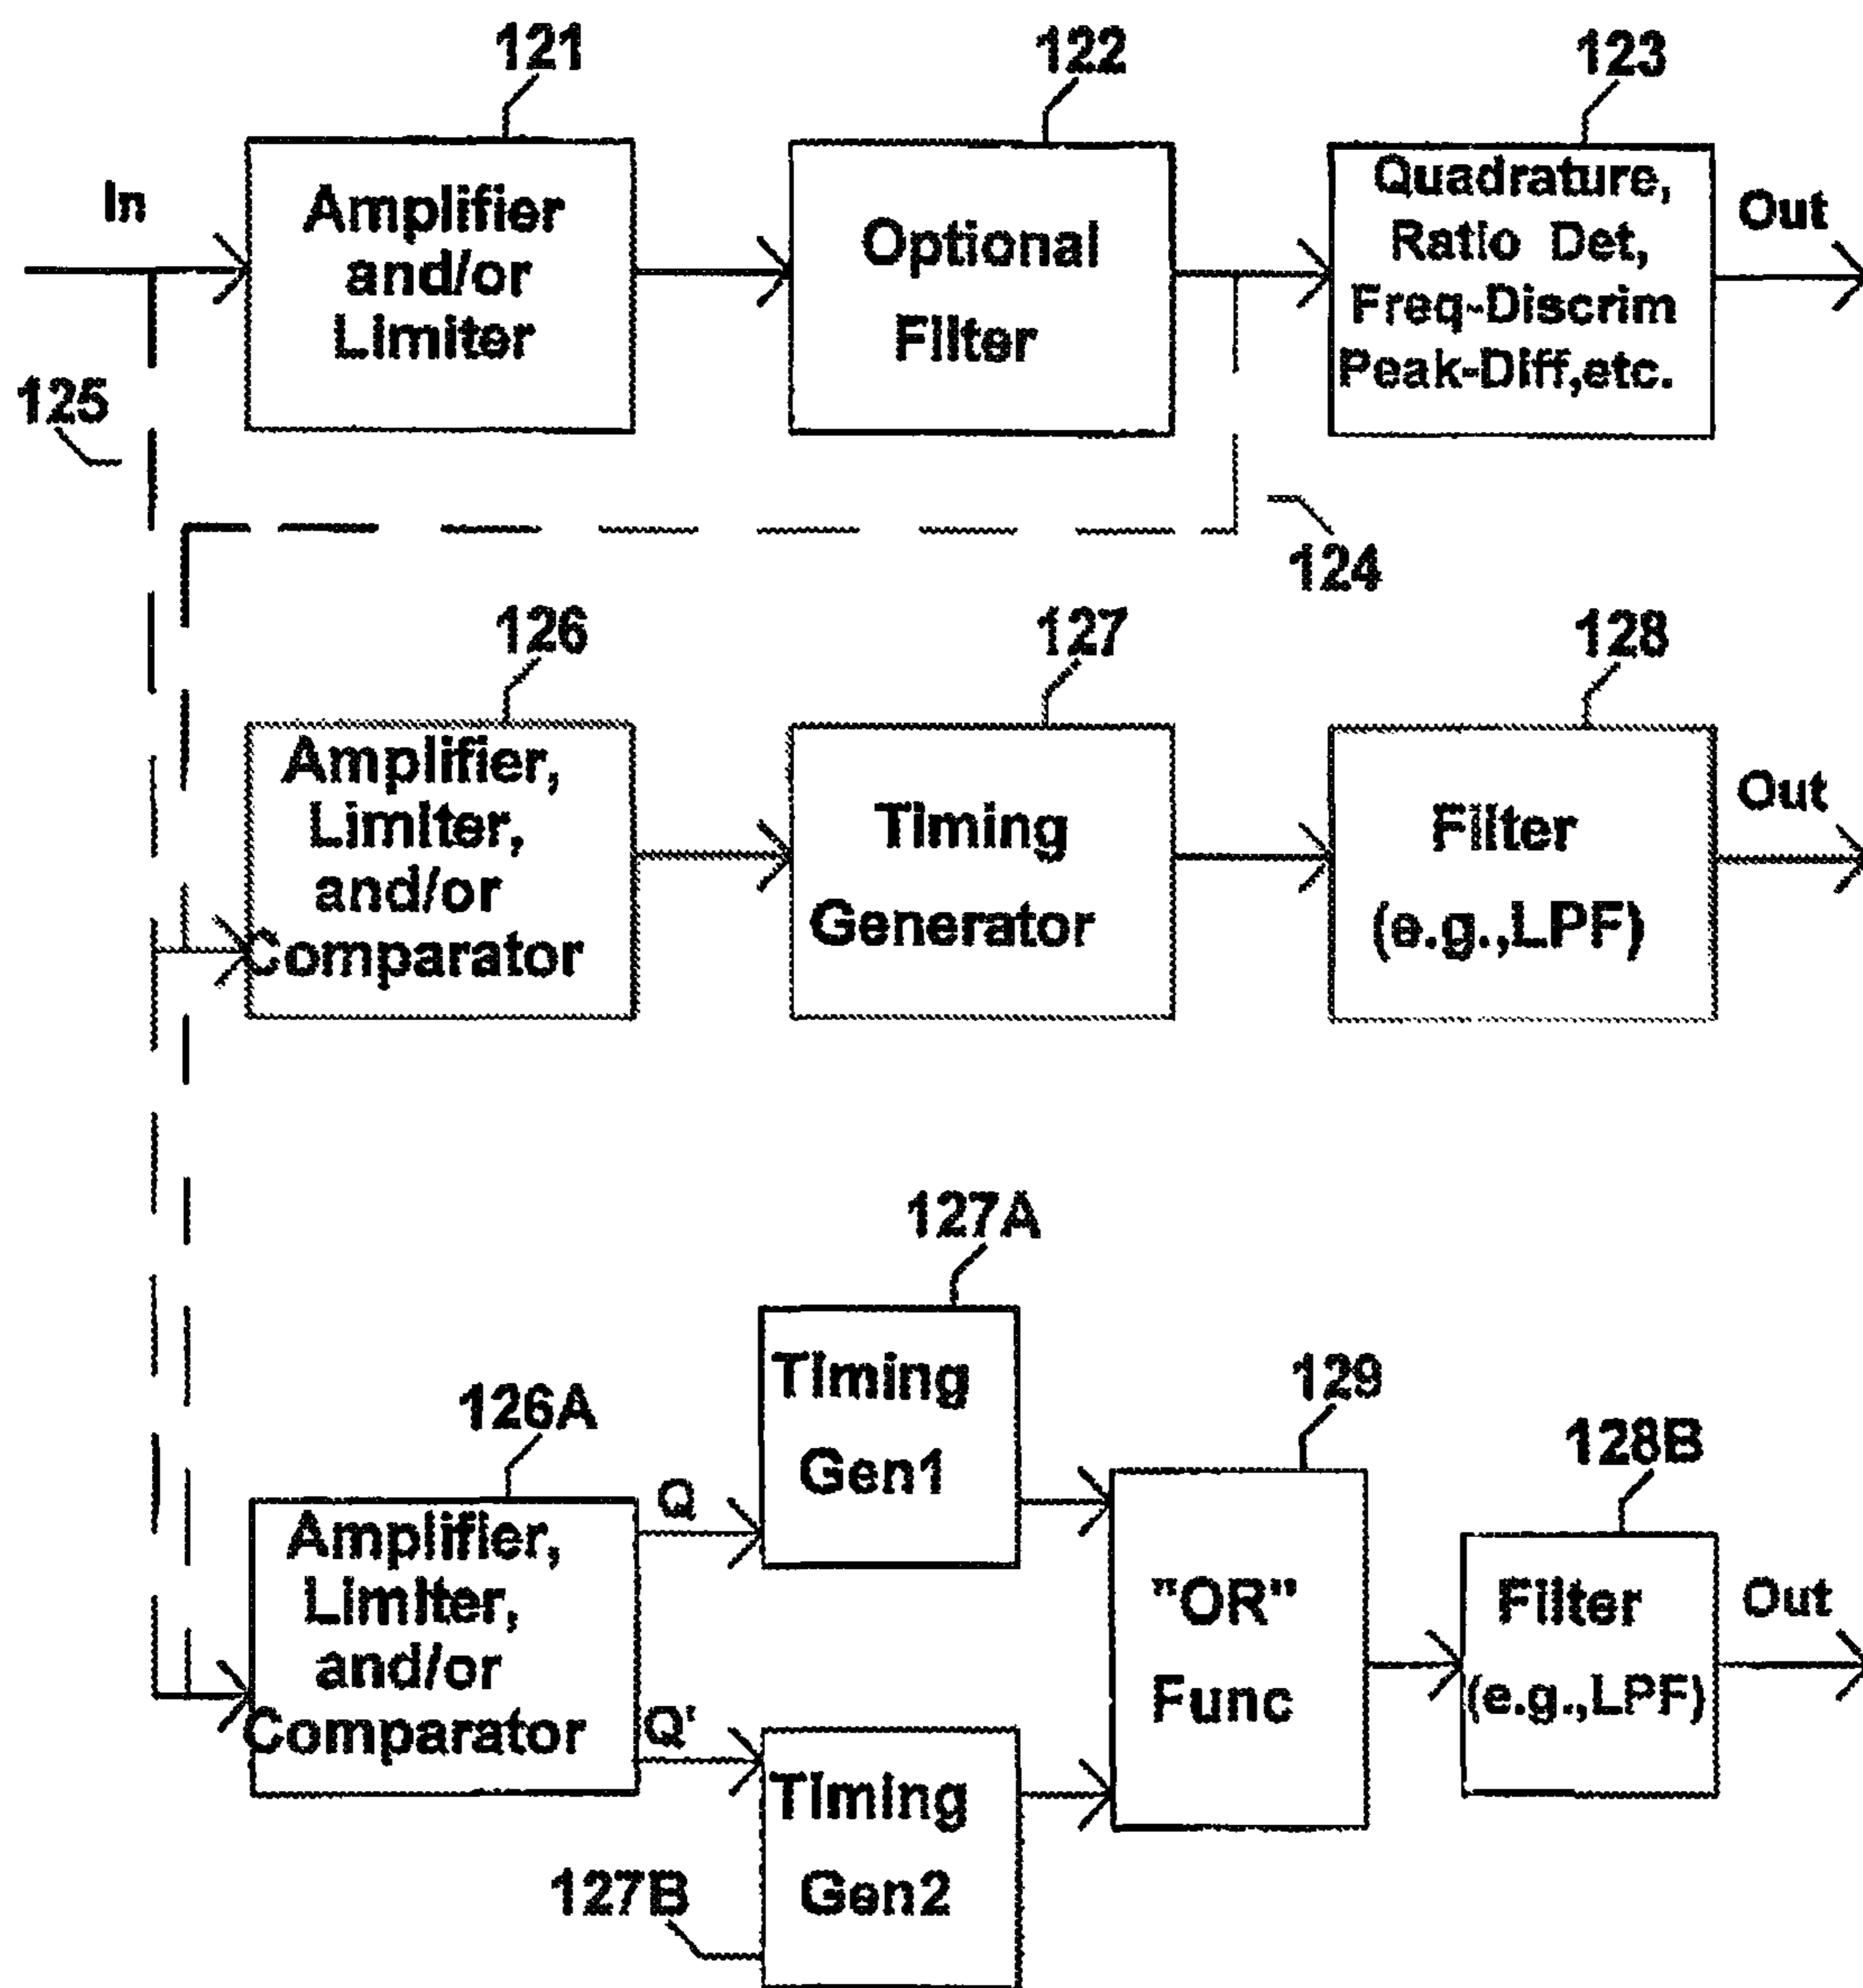 121
122
123
In
Amplifier
and/or
Limiter
Optional
Filter
Quadrature,
Ratio Det,
Freq-Discrim
Peak-Diff,etc.
Out
125
124
126
127
128
Amplifier,
Limiter,
and/or
Comparator
Timing
Generator
Filter
(e.g.,LPF)
Out
127A
126A
129
128B
Amplifier,
Limiter,
and/or
Comparator
Q
Q'
Timing
Gen1
Timing
Gen2
127B
"OR"
Func
Filter
(e.g.,LPF)
Out